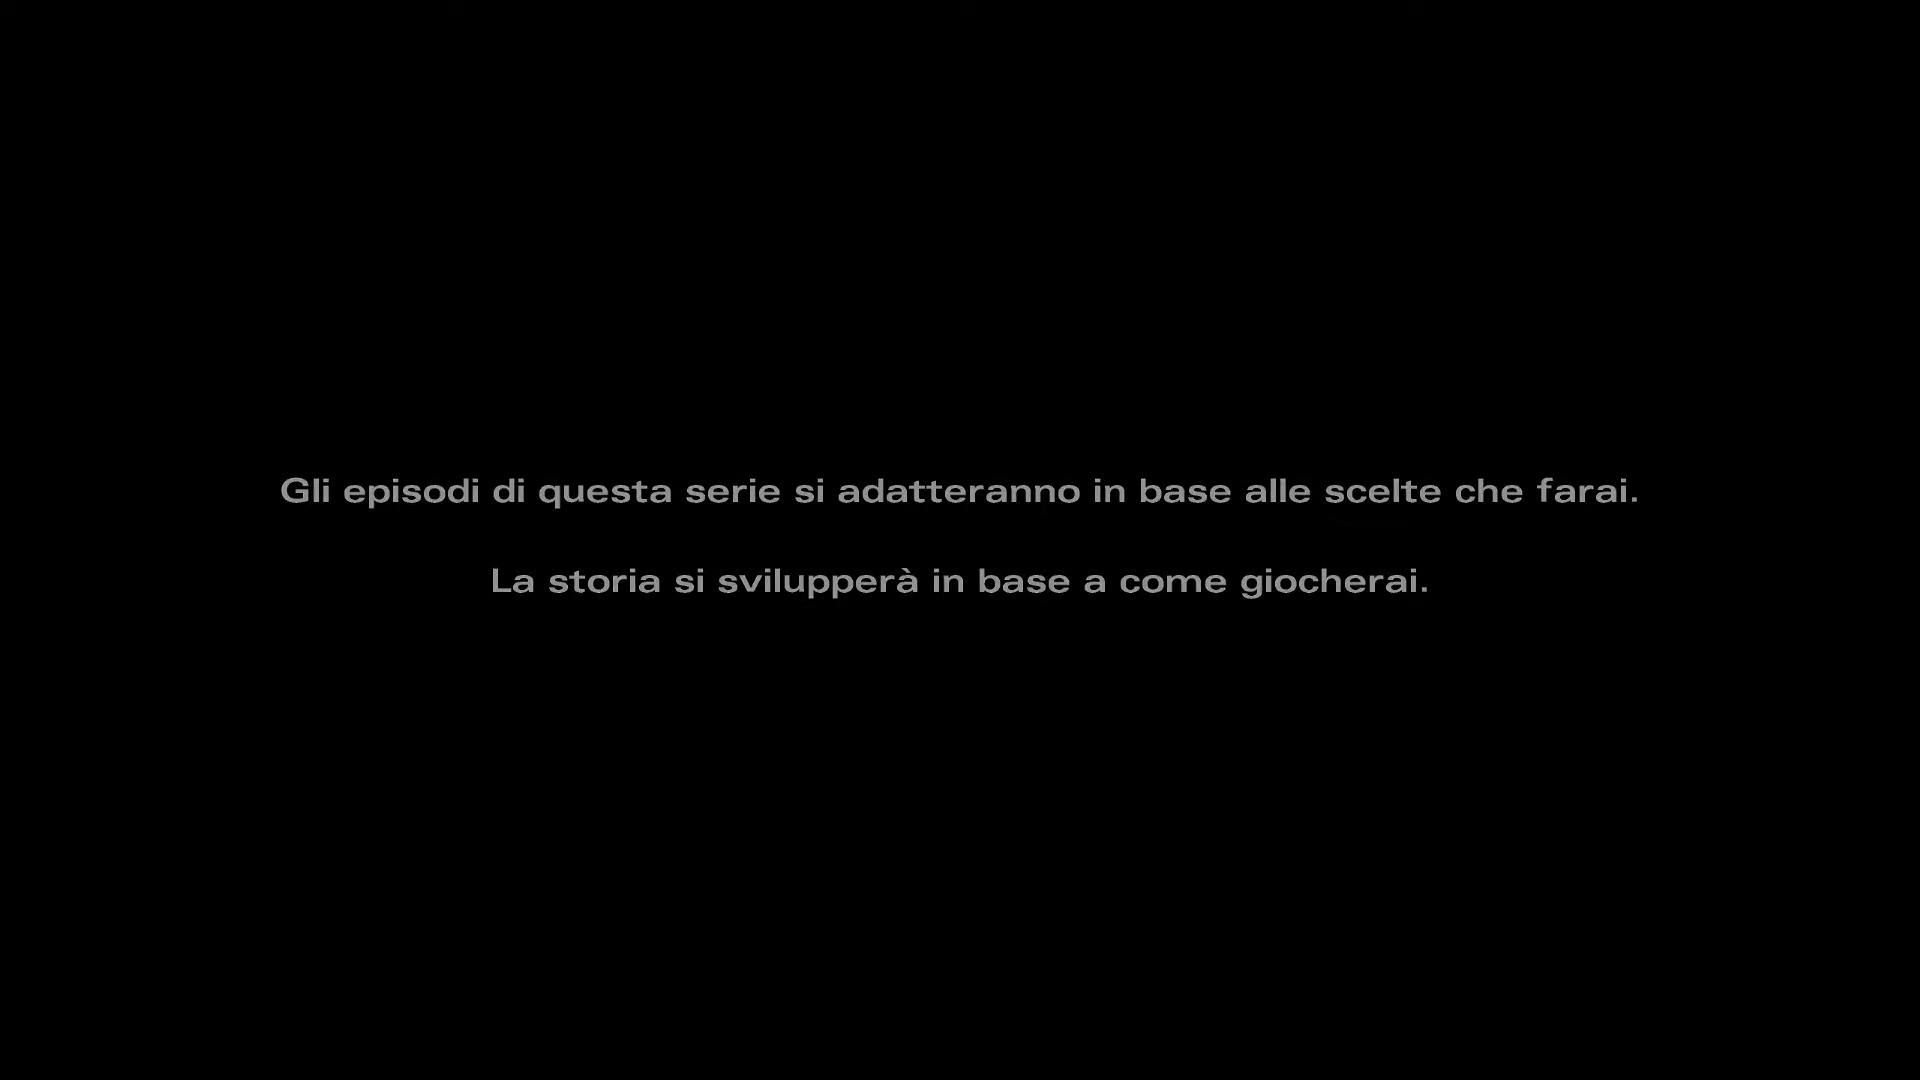 Gli episodi di questa serie si adatteranno in base alle scelte che farai.
La storia si svilupperà in base a come giocherai.